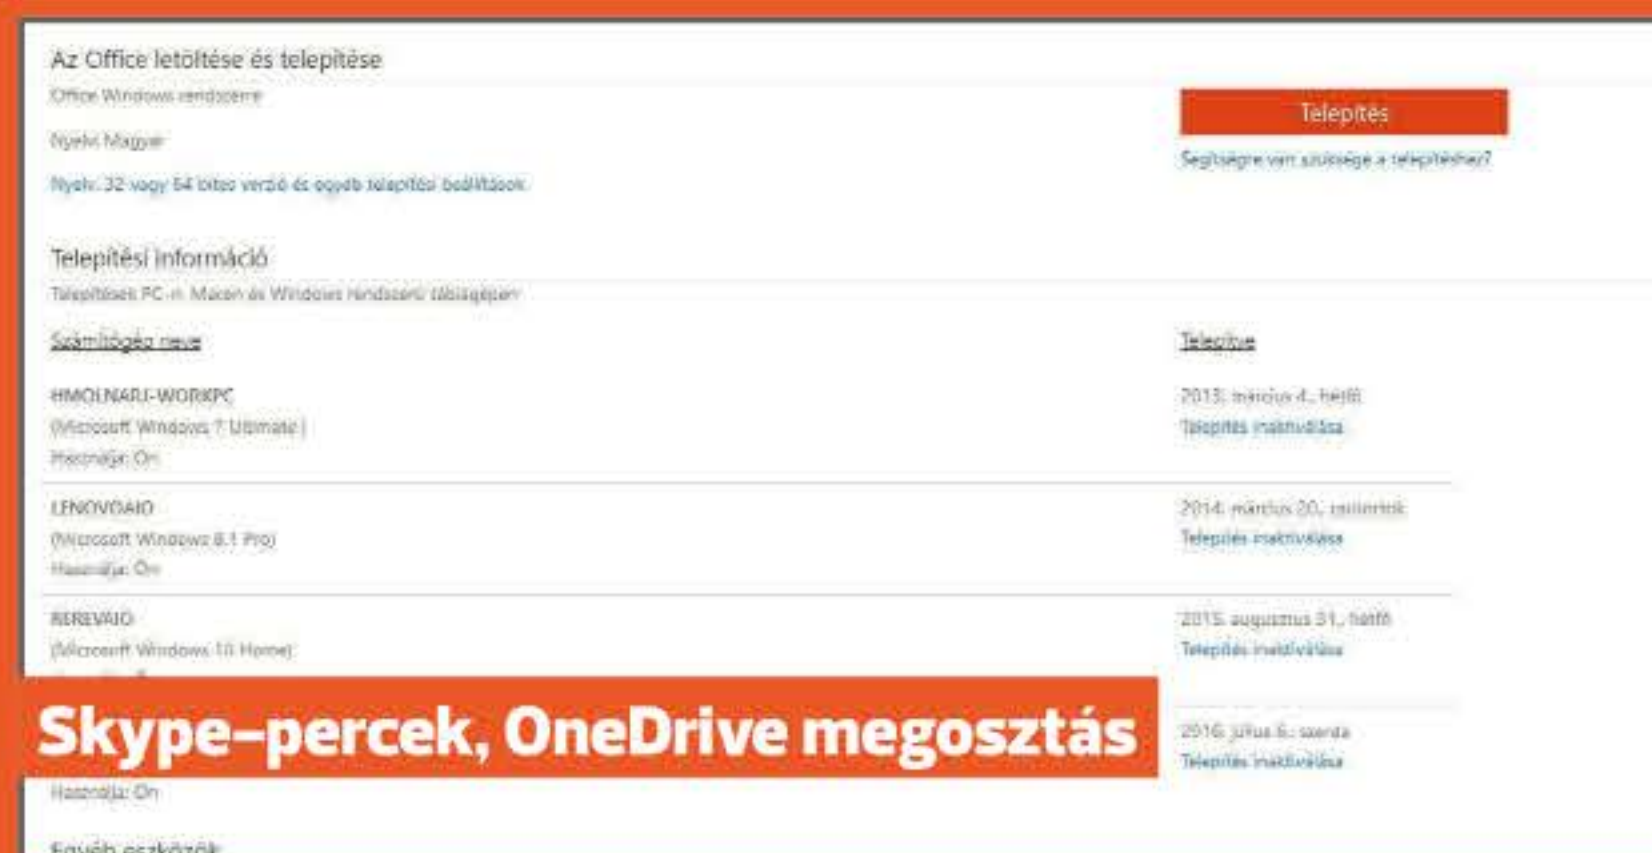 Az Office letöltése és telepítése
Office Windows rendszerre
Telepítés
Nyelv: Magyar
Segítségre van szüksége a telepítéshez?
Nyelv, 32 vagy 64 bites verzió és egyéb telepítési beállítások
Telepítési információ
Telepítések PC-n, Macen és Windows rendszerű táblagépen
Számítógép neve
Telepítve
HMOLNARJ-WORKPC
2013. március 4., hétfő
(Microsoft Windows 7 Ultimate )
Telepítés inaktiválása
Használja: Ön
LENOVOAIO
2014. március 20., csütörtök
(Microsoft Windows 8.1 Pro)
Telepítés inaktiválása
Használja: Ön
2015. augusztus 31., hétfő
(Microsoft Windows 10 Home)
Telepítés inaktiválása
Skype-percek, OneDrive megosztás
2016. július 6., szerda
Telepítés inaktiválása
Használja: Ön
Egyéb eszközök